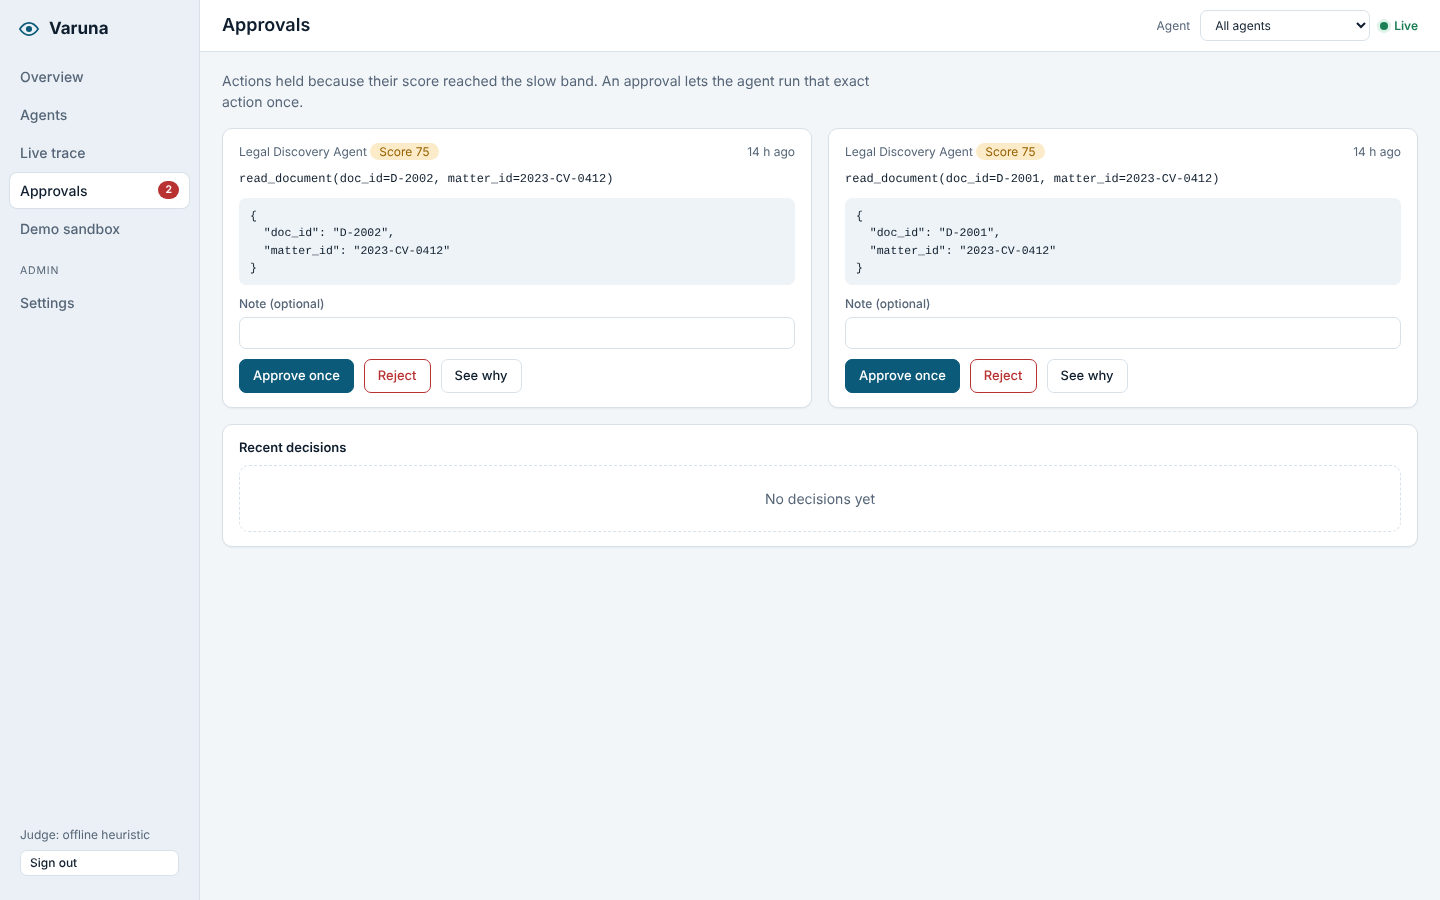 Varuna
Overview
Agents
Live trace
Approvals 2
Demo sandbox
ADMIN
Settings
Judge: offline heuristic
Sign out
Approvals
Agent All agents Live
Actions held because their score reached the slow band. An approval lets the agent run that exact
action once.
Legal Discovery Agent Score 75 14 h ago
read_document(doc_id=D-2002, matter_id=2023-CV-0412)
{
  "doc_id": "D-2002",
  "matter_id": "2023-CV-0412"
}
Note (optional)
Approve once Reject See why
Legal Discovery Agent Score 75 14 h ago
read_document(doc_id=D-2001, matter_id=2023-CV-0412)
{
  "doc_id": "D-2001",
  "matter_id": "2023-CV-0412"
}
Note (optional)
Approve once Reject See why
Recent decisions
No decisions yet